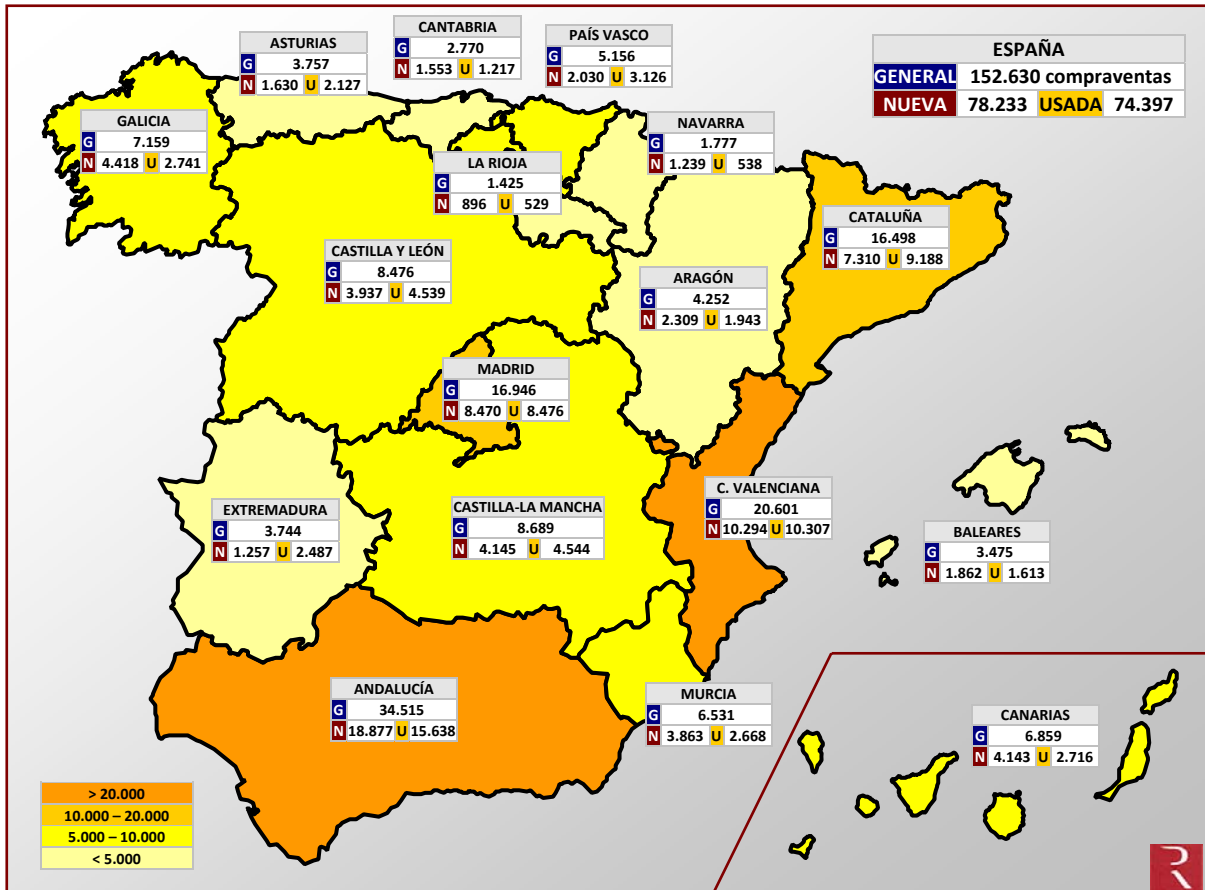 ASTURIAS
G 3.757
N 1.630 U 2.127
CANTABRIA
G 2.770
N 1.553 U 1.217
PAÍS VASCO
G 5.156
N 2.030 U 3.126
ESPAÑA
GENERAL 152.630 compraventas
NUEVA 78.233 USADA 74.397
GALICIA
G 7.159
N 4.418 U 2.741
NAVARRA
G 1.777
N 1.239 U 538
LA RIOJA
G 1.425
N 896 U 529
CATALUÑA
G 16.498
N 7.310 U 9.188
CASTILLA Y LEÓN
G 8.476
N 3.937 U 4.539
ARAGÓN
G 4.252
N 2.309 U 1.943
MADRID
G 16.946
N 8.470 U 8.476
EXTREMADURA
G 3.744
N 1.257 U 2.487
CASTILLA-LA MANCHA
G 8.689
N 4.145 U 4.544
C. VALENCIANA
G 20.601
N 10.294 U 10.307
BALEARES
G 3.475
N 1.862 U 1.613
ANDALUCÍA
G 34.515
N 18.877 U 15.638
MURCIA
G 6.531
N 3.863 U 2.668
CANARIAS
G 6.859
N 4.143 U 2.716
> 20.000
10.000 – 20.000
5.000 – 10.000
< 5.000
R